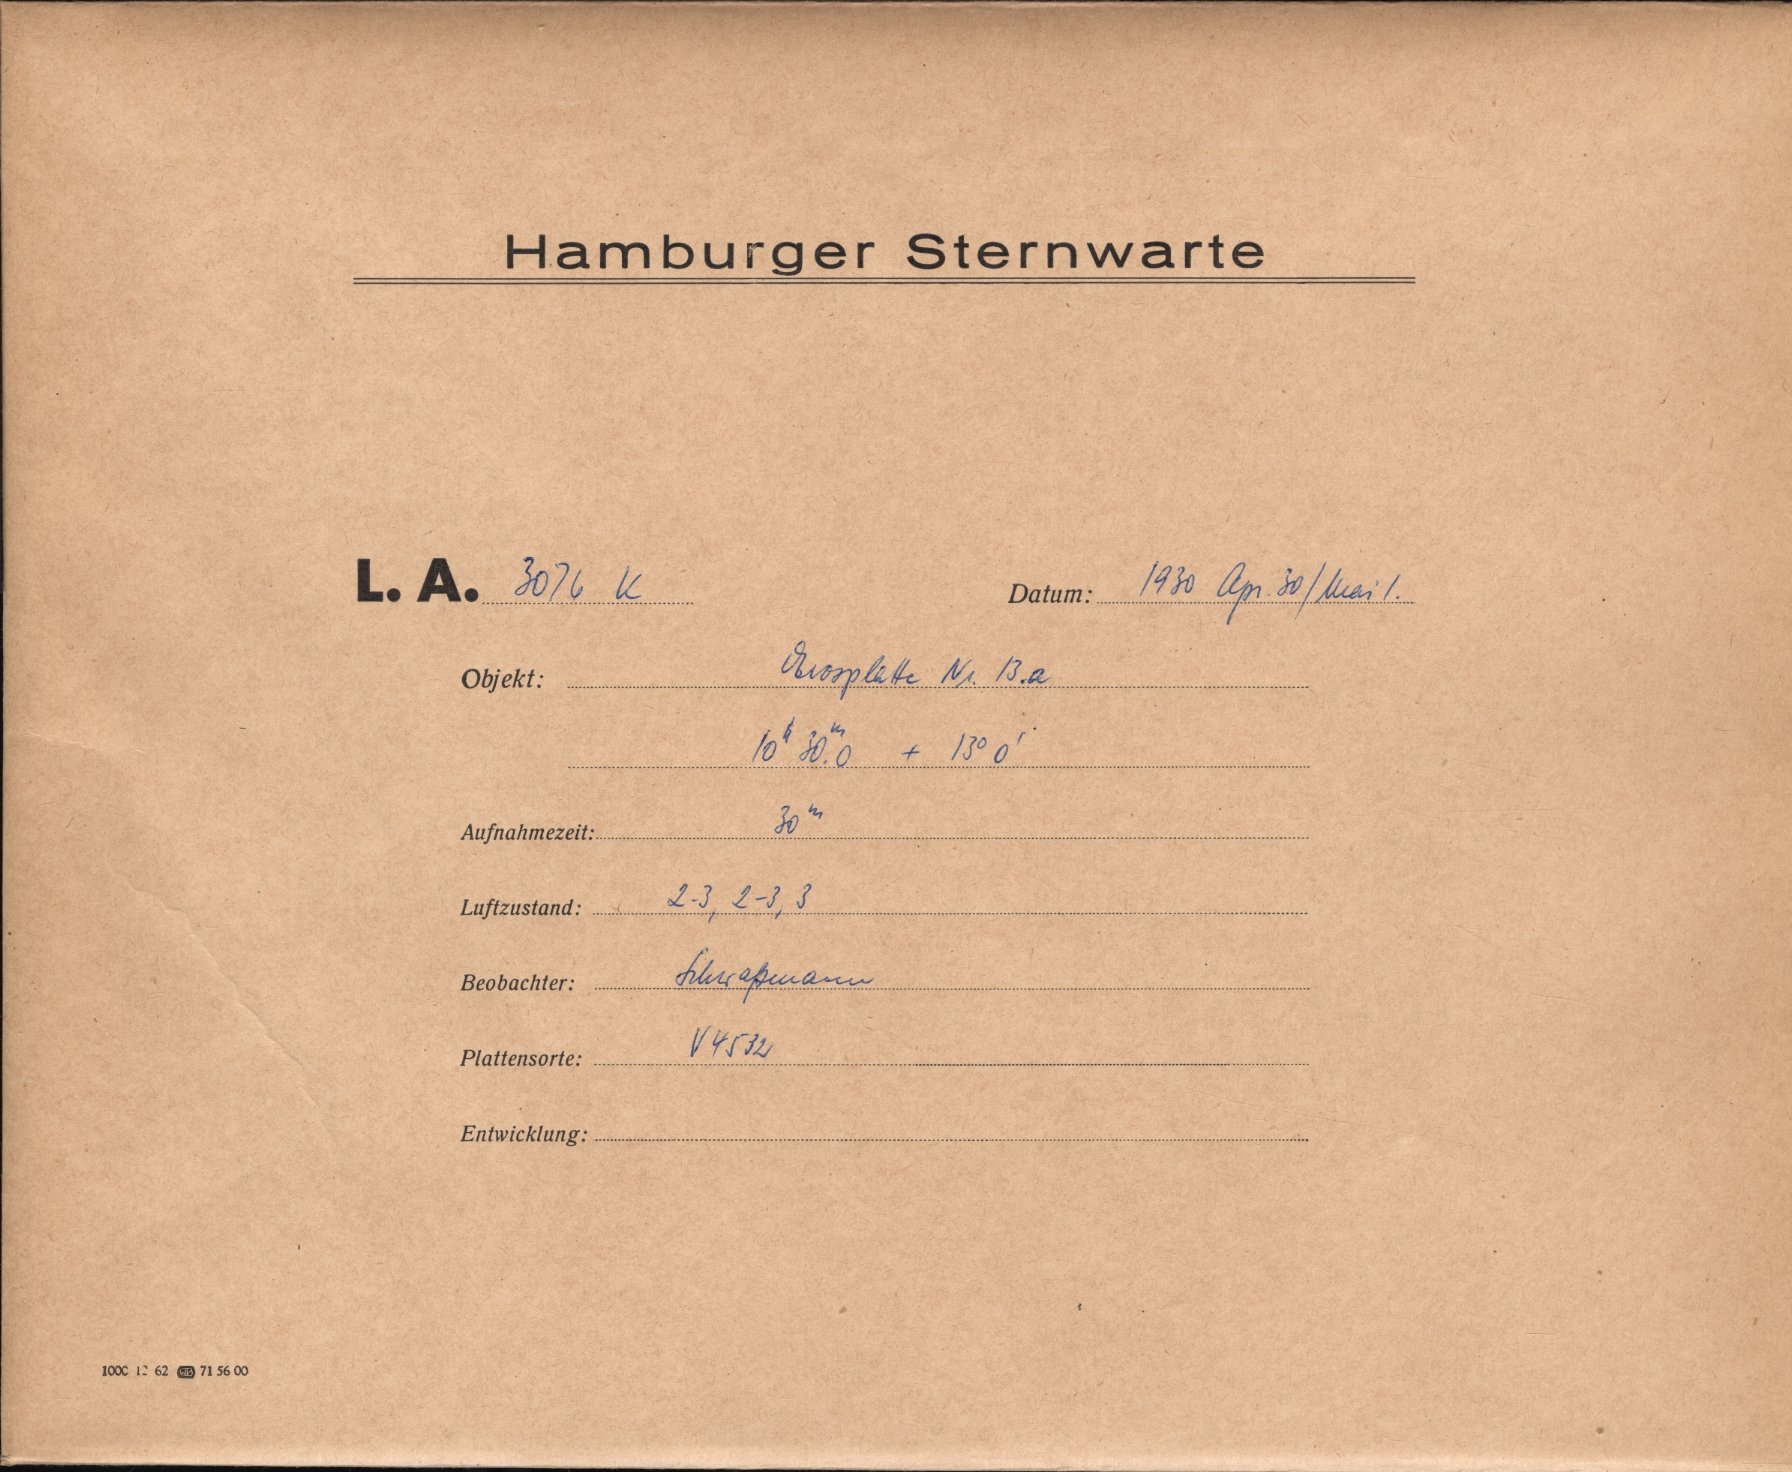 Hamburger Sternwarte
L. A. 3076 K Datum: 1930 Apr. 30/Mai 1.
Objekt: Erosplatte Nr. 13.a
10ʰ 30ᵐ.0 + 13° 0'
Aufnahmezeit: 30ᵐ
Luftzustand: 2-3, 2-3, 3
Beobachter: Schwaßmann
Plattensorte: V4532
Entwicklung:
1000 12 62 71 56 00